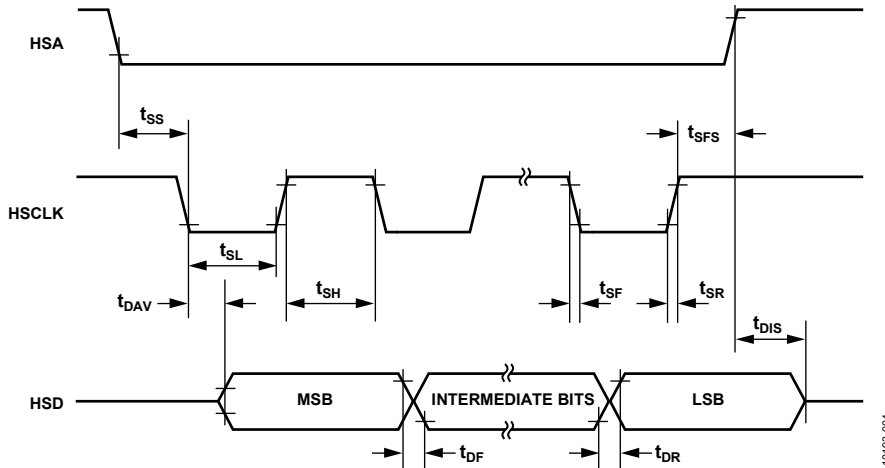 HSA
tSS
tSFS
HSCLK
tSL
tSH
tSF
tSR
tDAV
tDIS
HSD
MSB
INTERMEDIATE BITS
LSB
tDF
tDR